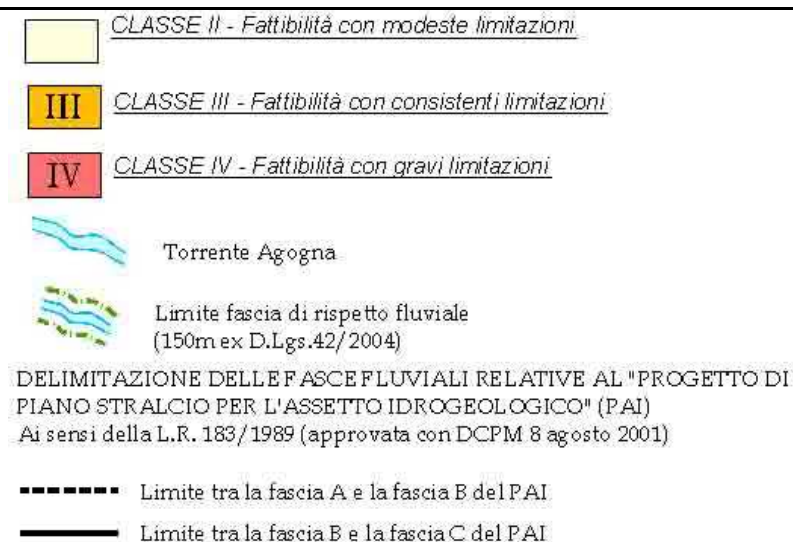 CLASSE II - Fattibilità con modeste limitazioni
III CLASSE III - Fattibilità con consistenti limitazioni
IV CLASSE IV - Fattibilità con gravi limitazioni
Torrente Agogna
Limite fascia di rispetto fluviale
(150m ex D.Lgs.42/2004)
DELIMITAZIONE DELLE FASCE FLUVIALI RELATIVE AL "PROGETTO DI
PIANO STRALCIO PER L'ASSETTO IDROGEOLOGICO" (PAI)
Ai sensi della L.R. 183/1989 (approvata con DCPM 8 agosto 2001)
Limite tra la fascia A e la fascia B del PAI
Limite tra la fascia B e la fascia C del PAI